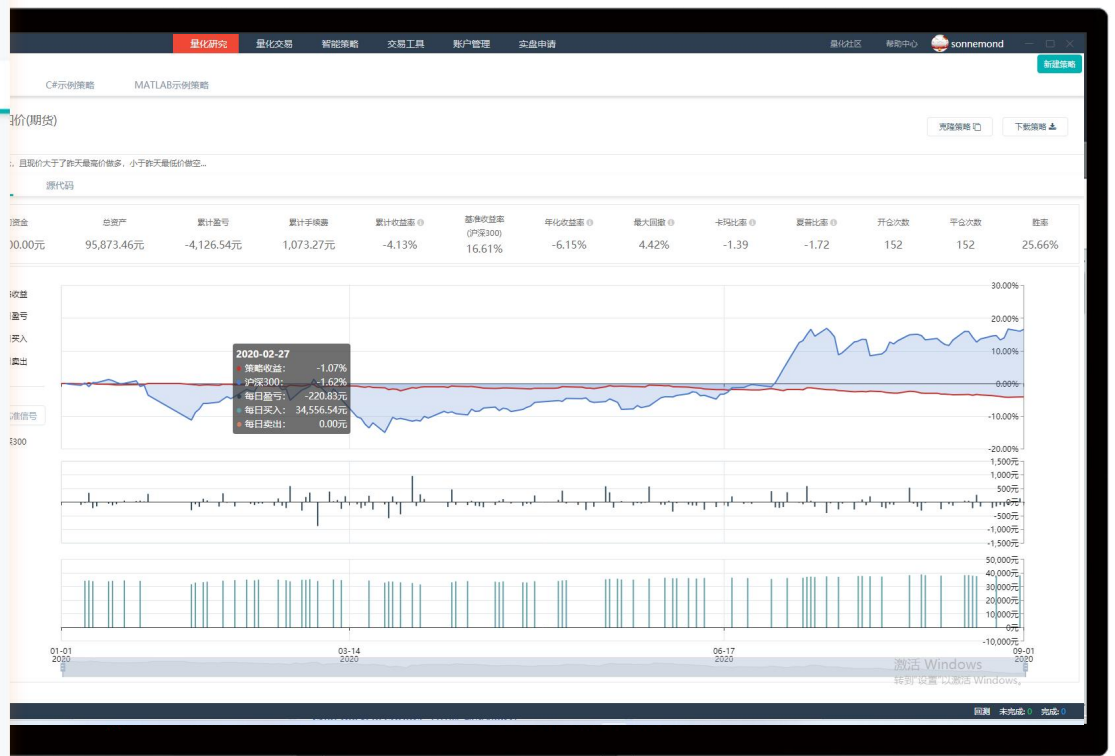 量化研究 量化交易 智能策略 交易工具 账户管理 实盘申请 量化社区 帮助中心 sonnemond
新建策略
C#示例策略 MATLAB示例策略
价(期货)
克隆策略 下载策略
，且现价大于了昨天最高价做多，小于昨天最低价做空...
源代码
资金 总资产 累计盈亏 累计手续费 累计收益率 基准收益率 年化收益率 最大回撤 卡玛比率 夏普比率 开仓次数 平仓次数 胜率
(沪深300)
00.00元 95,873.46元 -4,126.54元 1,073.27元 -4.13% 16.61% -6.15% 4.42% -1.39 -1.72 152 152 25.66%
收益
盈亏
买入
卖出
准信号
300
30.00%
20.00%
10.00%
0.00%
-10.00%
-20.00%
2020-02-27
策略收益： -1.07%
沪深300： -1.62%
每日盈亏： -220.83元
每日买入： 34,556.54元
每日卖出： 0.00元
1,500元
1,000元
500元
0元
-500元
-1,000元
-1,500元
50,000元
40,000元
30,000元
20,000元
10,000元
0元
-10,000元
01-01 03-14 06-17 09-01
2020 2020 2020 2020
激活 Windows
转到"设置"以激活 Windows。
回测 未完成: 0 完成: 0